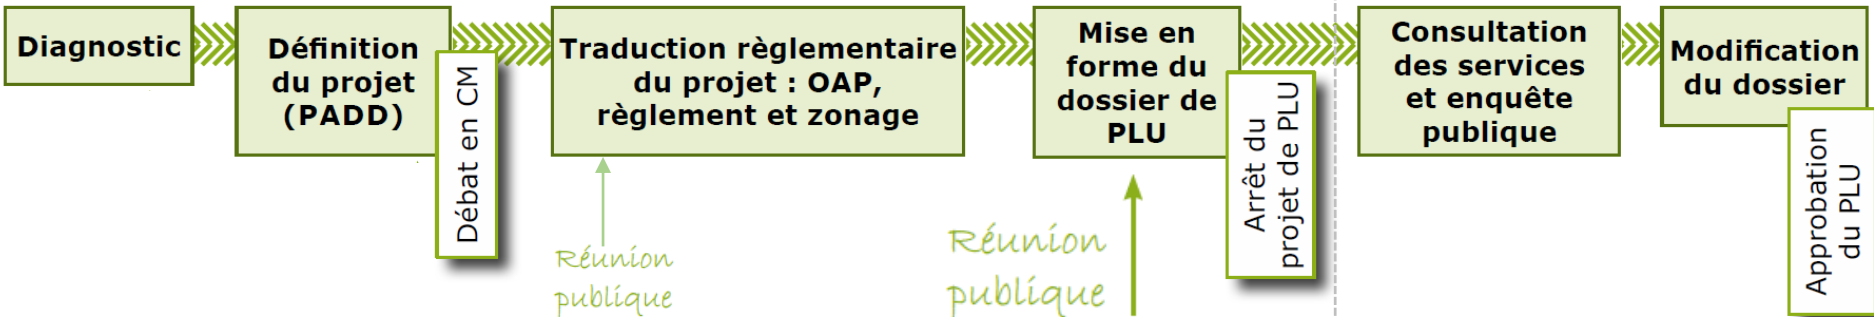 Diagnostic
Définition
du projet
(PADD)
Débat en CM
Traduction règlementaire
du projet : OAP,
règlement et zonage
Réunion
publique
Mise en
forme du
dossier de
PLU
Réunion
publique
Arrêt du
projet de PLU
Consultation
des services
et enquête
publique
Modification
du dossier
Approbation
du PLU